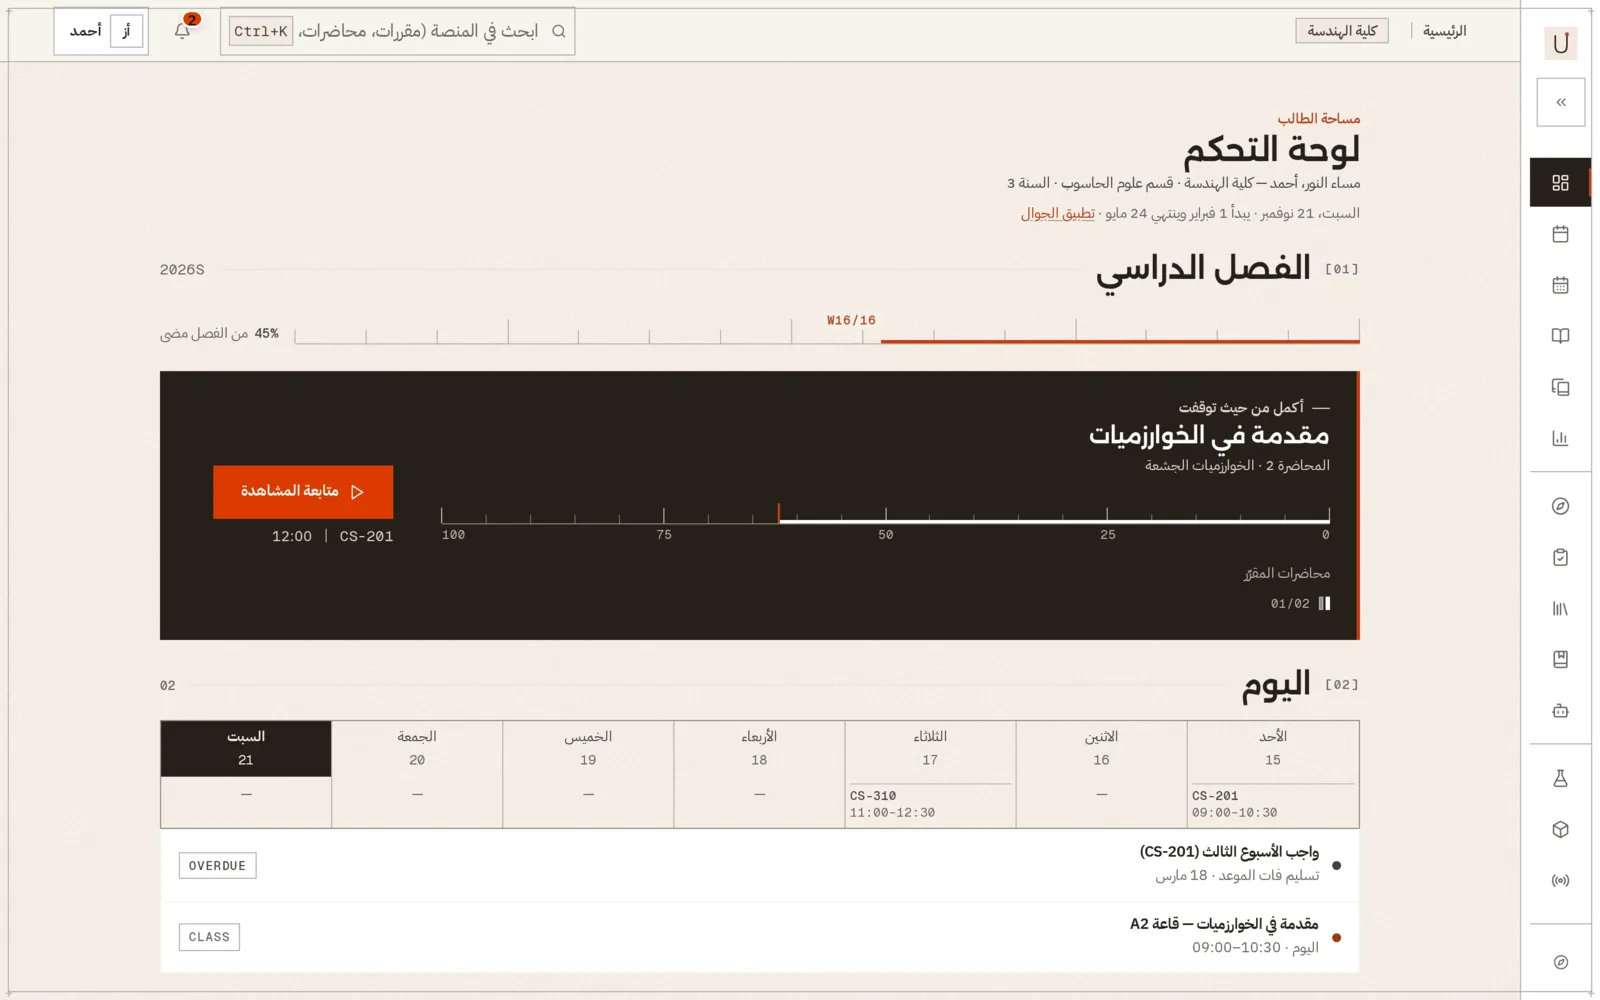 الرئيسية
كلية الهندسة
ابحث في المنصة (مقررات، محاضرات، Ctrl+K
2
أز أحمد
مساحة الطالب
لوحة التحكم
مساء النور، أحمد — كلية الهندسة · قسم علوم الحاسوب · السنة 3
السبت، 21 نوفمبر · يبدأ 1 فبراير وينتهي 24 مايو · تطبيق الجوال
[01] الفصل الدراسي 2026S
W16/16
45% من الفصل مضى
— أكمل من حيث توقفت
مقدمة في الخوارزميات
المحاضرة 2 · الخوارزميات الجشعة
متابعة المشاهدة
CS-201 | 12:00
0 25 50 75 100
محاضرات المقرّر
01/02
[02] اليوم 02
الأحد الاثنين الثلاثاء الأربعاء الخميس الجمعة السبت
15 16 17 18 19 20 21
CS-201 — CS-310 — — — —
09:00-10:30 11:00-12:30
واجب الأسبوع الثالث (CS-201)
تسليم فات الموعد · 18 مارس
OVERDUE
مقدمة في الخوارزميات — قاعة A2
اليوم · 09:00–10:30
CLASS